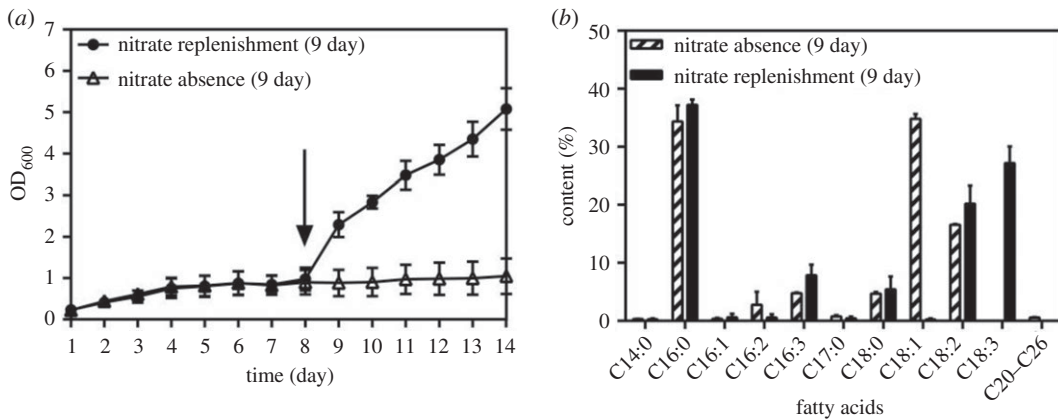 (a)
7
6
5
4
3
2
1
0
OD600
nitrate replenishment (9 day)
nitrate absence (9 day)
1 2 3 4 5 6 7 8 9 10 11 12 13 14
time (day)
(b)
50
40
30
20
10
0
content (%)
nitrate absence (9 day)
nitrate replenishment (9 day)
C14:0 C16:0 C16:1 C16:2 C16:3 C17:0 C18:0 C18:1 C18:2 C18:3 C20–C26
fatty acids